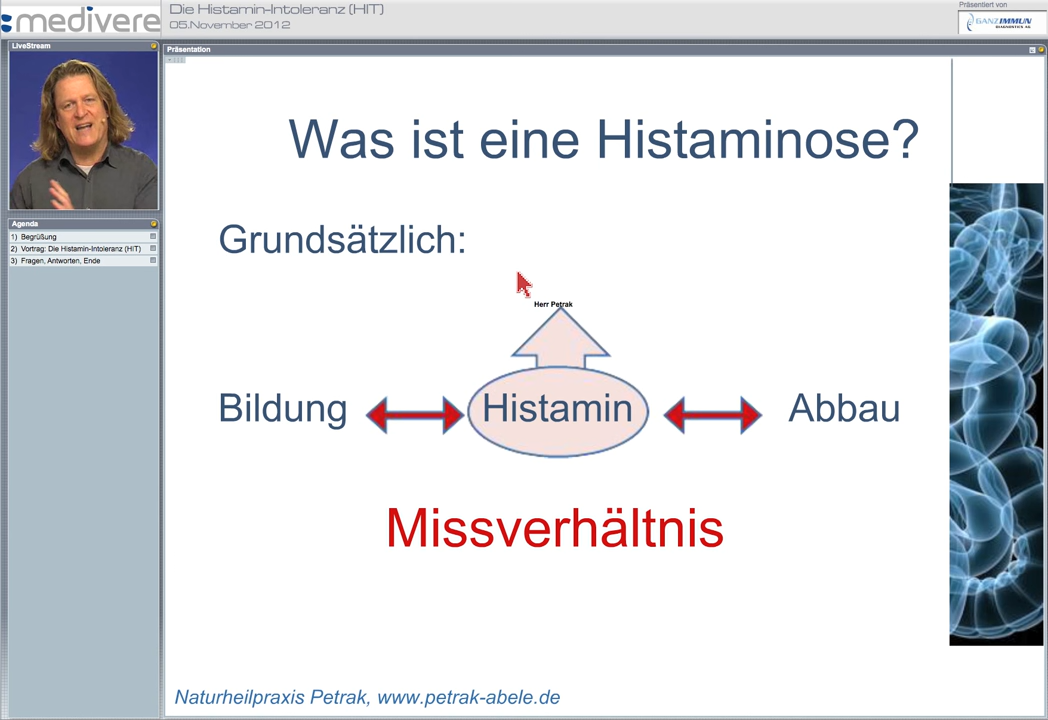 medivere
Die Histamin-Intoleranz (HIT)
05.November 2012
Präsentiert von
GANZIMMUN
DIAGNOSTICS AG
LiveStream
Agenda
1) Begrüßung
2) Vortrag: Die Histamin-Intoleranz (HIT)
3) Fragen, Antworten, Ende
Präsentation
Was ist eine Histaminose?
Grundsätzlich:
Herr Petrak
Bildung Histamin Abbau
Missverhältnis
Naturheilpraxis Petrak, www.petrak-abele.de